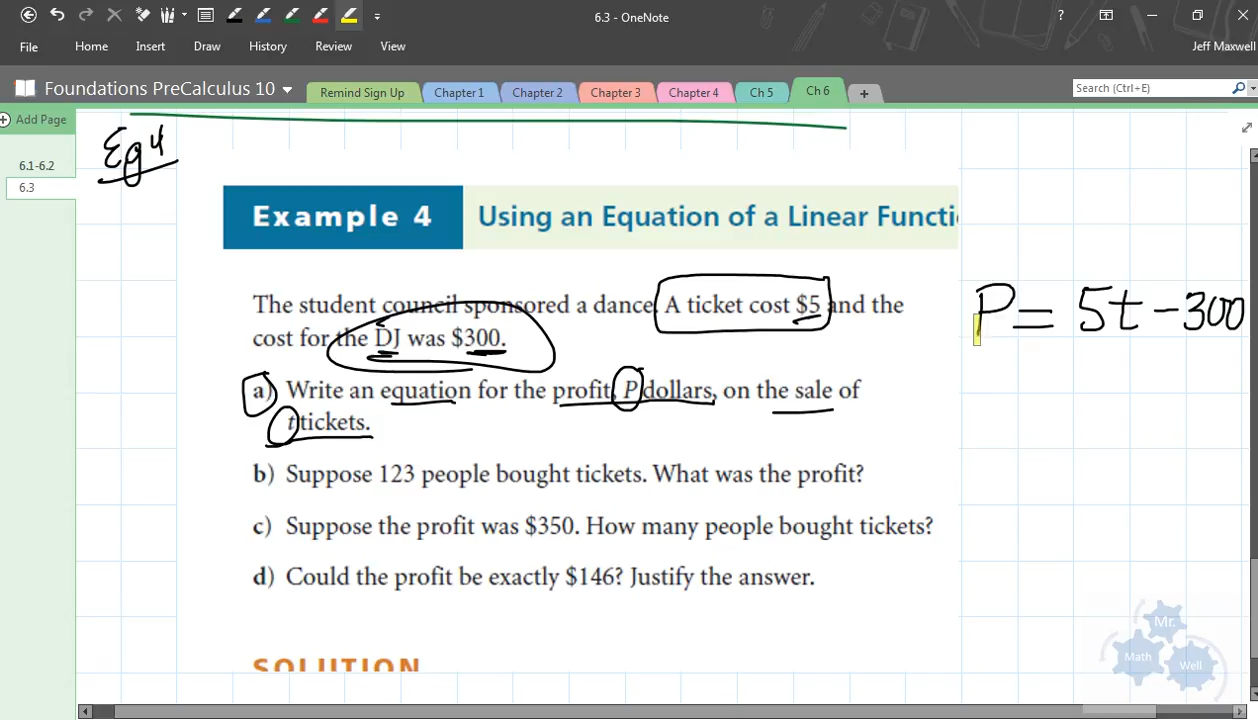 6.3 - OneNote
?
File Home Insert Draw History Review View
Jeff Maxwell
Foundations PreCalculus 10 Remind Sign Up Chapter 1 Chapter 2 Chapter 3 Chapter 4 Ch 5 Ch 6 +
Search (Ctrl+E)
Add Page
6.1-6.2
6.3
Eg 4
Example 4 Using an Equation of a Linear Functi
The student council sponsored a dance. A ticket cost $5 and the
cost for the DJ was $300.
P = 5t - 300
a) Write an equation for the profit, P dollars, on the sale of
t tickets.
b) Suppose 123 people bought tickets. What was the profit?
c) Suppose the profit was $350. How many people bought tickets?
d) Could the profit be exactly $146? Justify the answer.
SOLUTION
Mr.
Math
Well